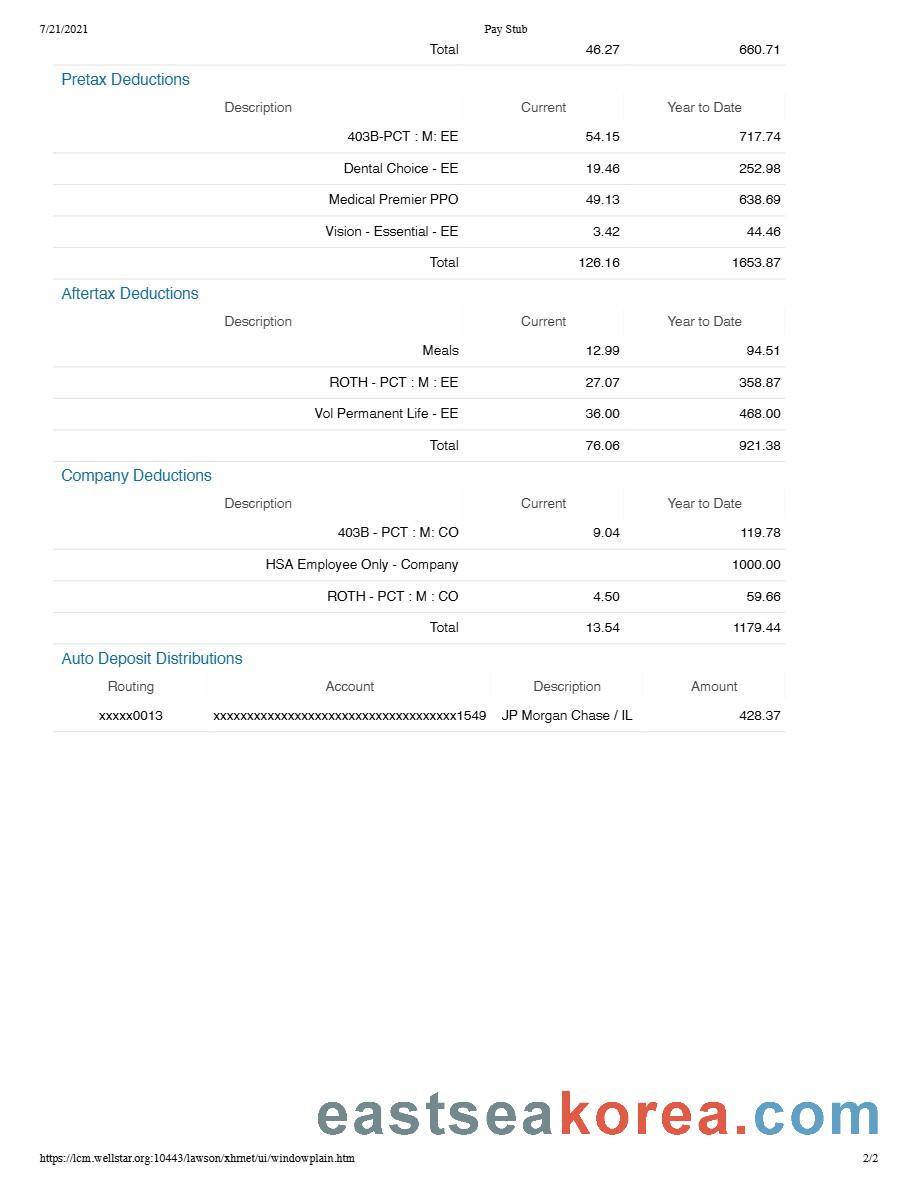 7/21/2021 Pay Stub
Total 46.27 660.71
Pretax Deductions
Description Current Year to Date
403B-PCT : M: EE 54.15 717.74
Dental Choice - EE 19.46 252.98
Medical Premier PPO 49.13 638.69
Vision - Essential - EE 3.42 44.46
Total 126.16 1653.87
Aftertax Deductions
Description Current Year to Date
Meals 12.99 94.51
ROTH - PCT : M : EE 27.07 358.87
Vol Permanent Life - EE 36.00 468.00
Total 76.06 921.38
Company Deductions
Description Current Year to Date
403B - PCT : M: CO 9.04 119.78
HSA Employee Only - Company 1000.00
ROTH - PCT : M : CO 4.50 59.66
Total 13.54 1179.44
Auto Deposit Distributions
Routing Account Description Amount
xxxxx0013 xxxxxxxxxxxxxxxxxxxxxxxxxxxxxxxxxxxx1549 JP Morgan Chase / IL 428.37
eastseakorea.com
https://lcm.wellstar.org:10443/lawson/xhrnet/ui/windowplain.htm 2/2